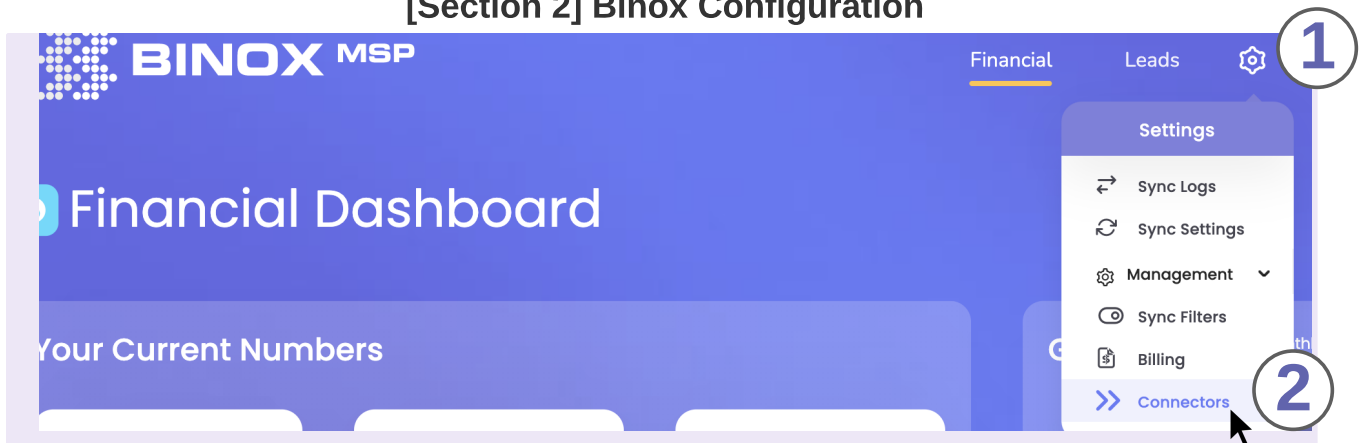 [Section 2] Binox Configuration
BINOX MSP
Financial
Leads
1
Settings
Financial Dashboard
Sync Logs
Sync Settings
Management
Sync Filters
Your Current Numbers
Billing
Connectors
2